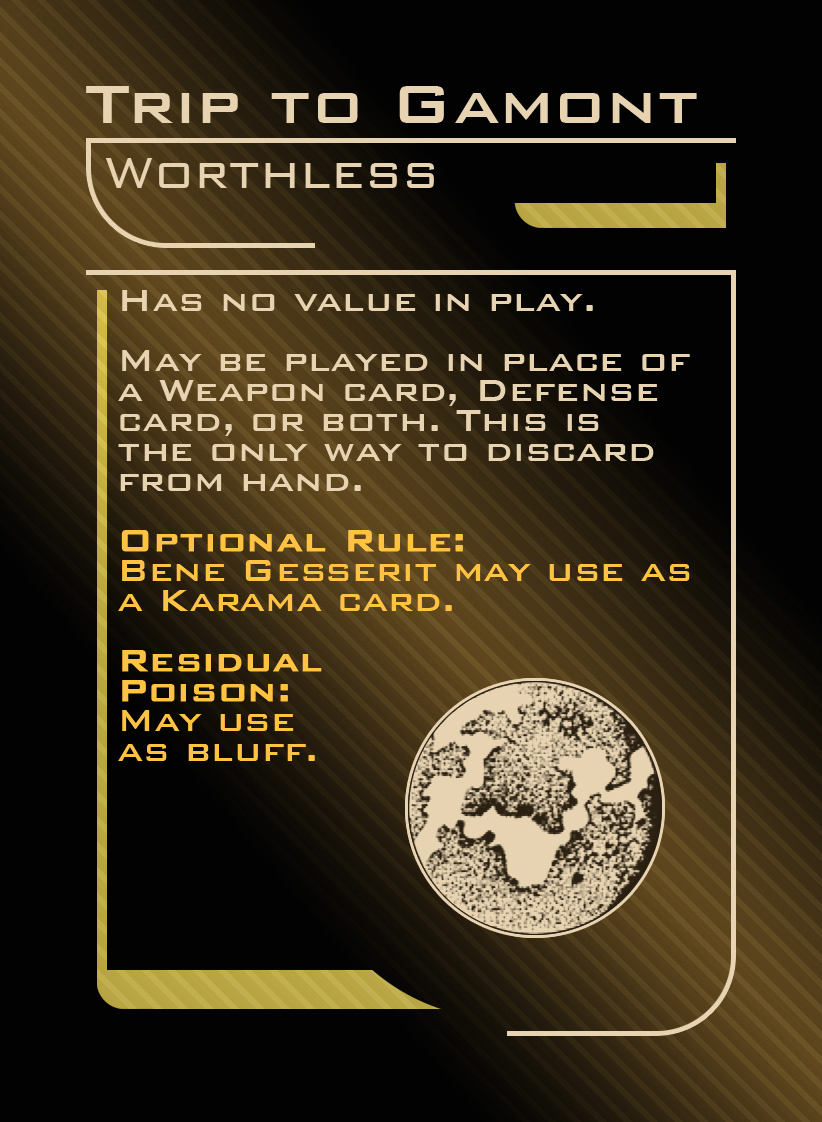 Trip to Gamont
Worthless
Has no value in play.
May be played in place of
a Weapon card, Defense
card, or both. This is
the only way to discard
from hand.
Optional Rule:
Bene Gesserit may use as
a Karama card.
Residual
Poison:
May use
as bluff.